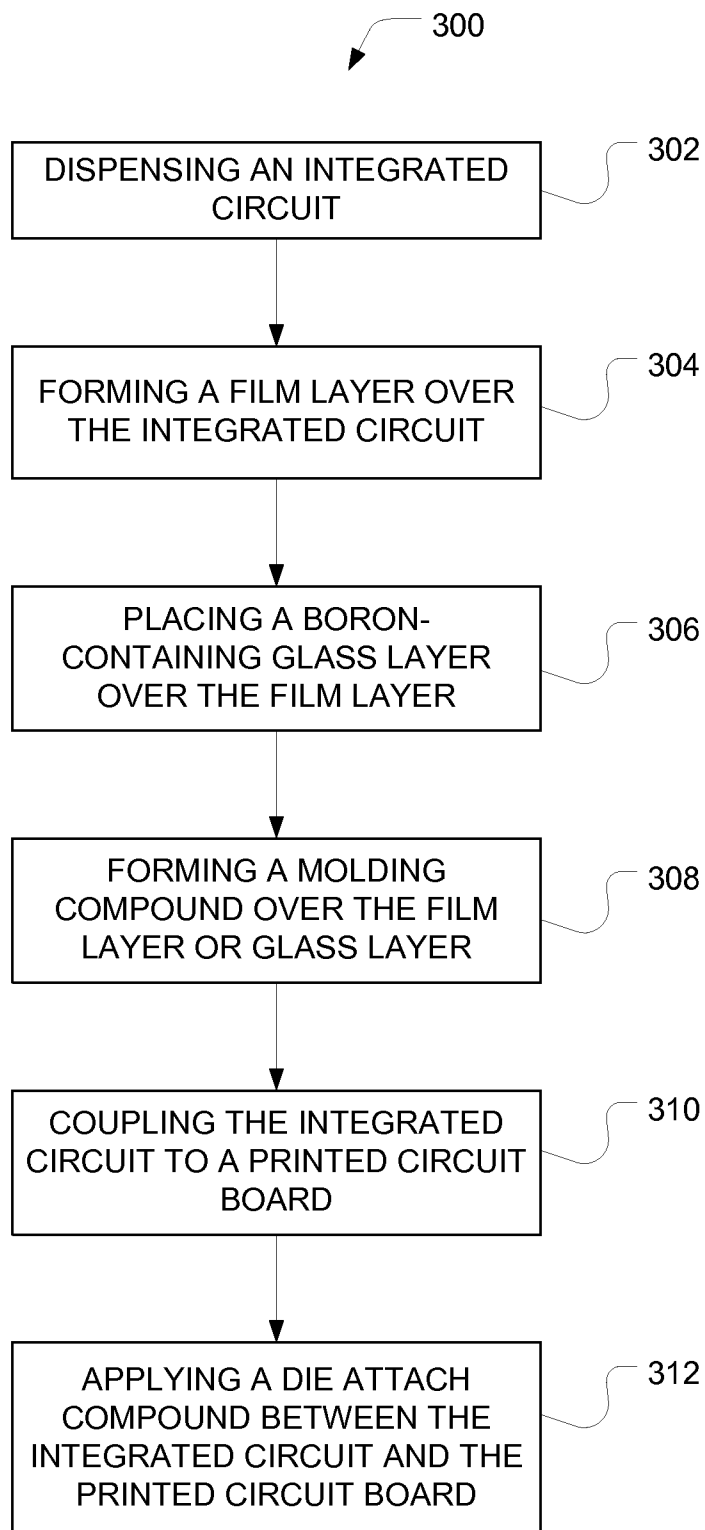 300
DISPENSING AN INTEGRATED
CIRCUIT
302
FORMING A FILM LAYER OVER
THE INTEGRATED CIRCUIT
304
PLACING A BORON-
CONTAINING GLASS LAYER
OVER THE FILM LAYER
306
FORMING A MOLDING
COMPOUND OVER THE FILM
LAYER OR GLASS LAYER
308
COUPLING THE INTEGRATED
CIRCUIT TO A PRINTED CIRCUIT
BOARD
310
APPLYING A DIE ATTACH
COMPOUND BETWEEN THE
INTEGRATED CIRCUIT AND THE
PRINTED CIRCUIT BOARD
312